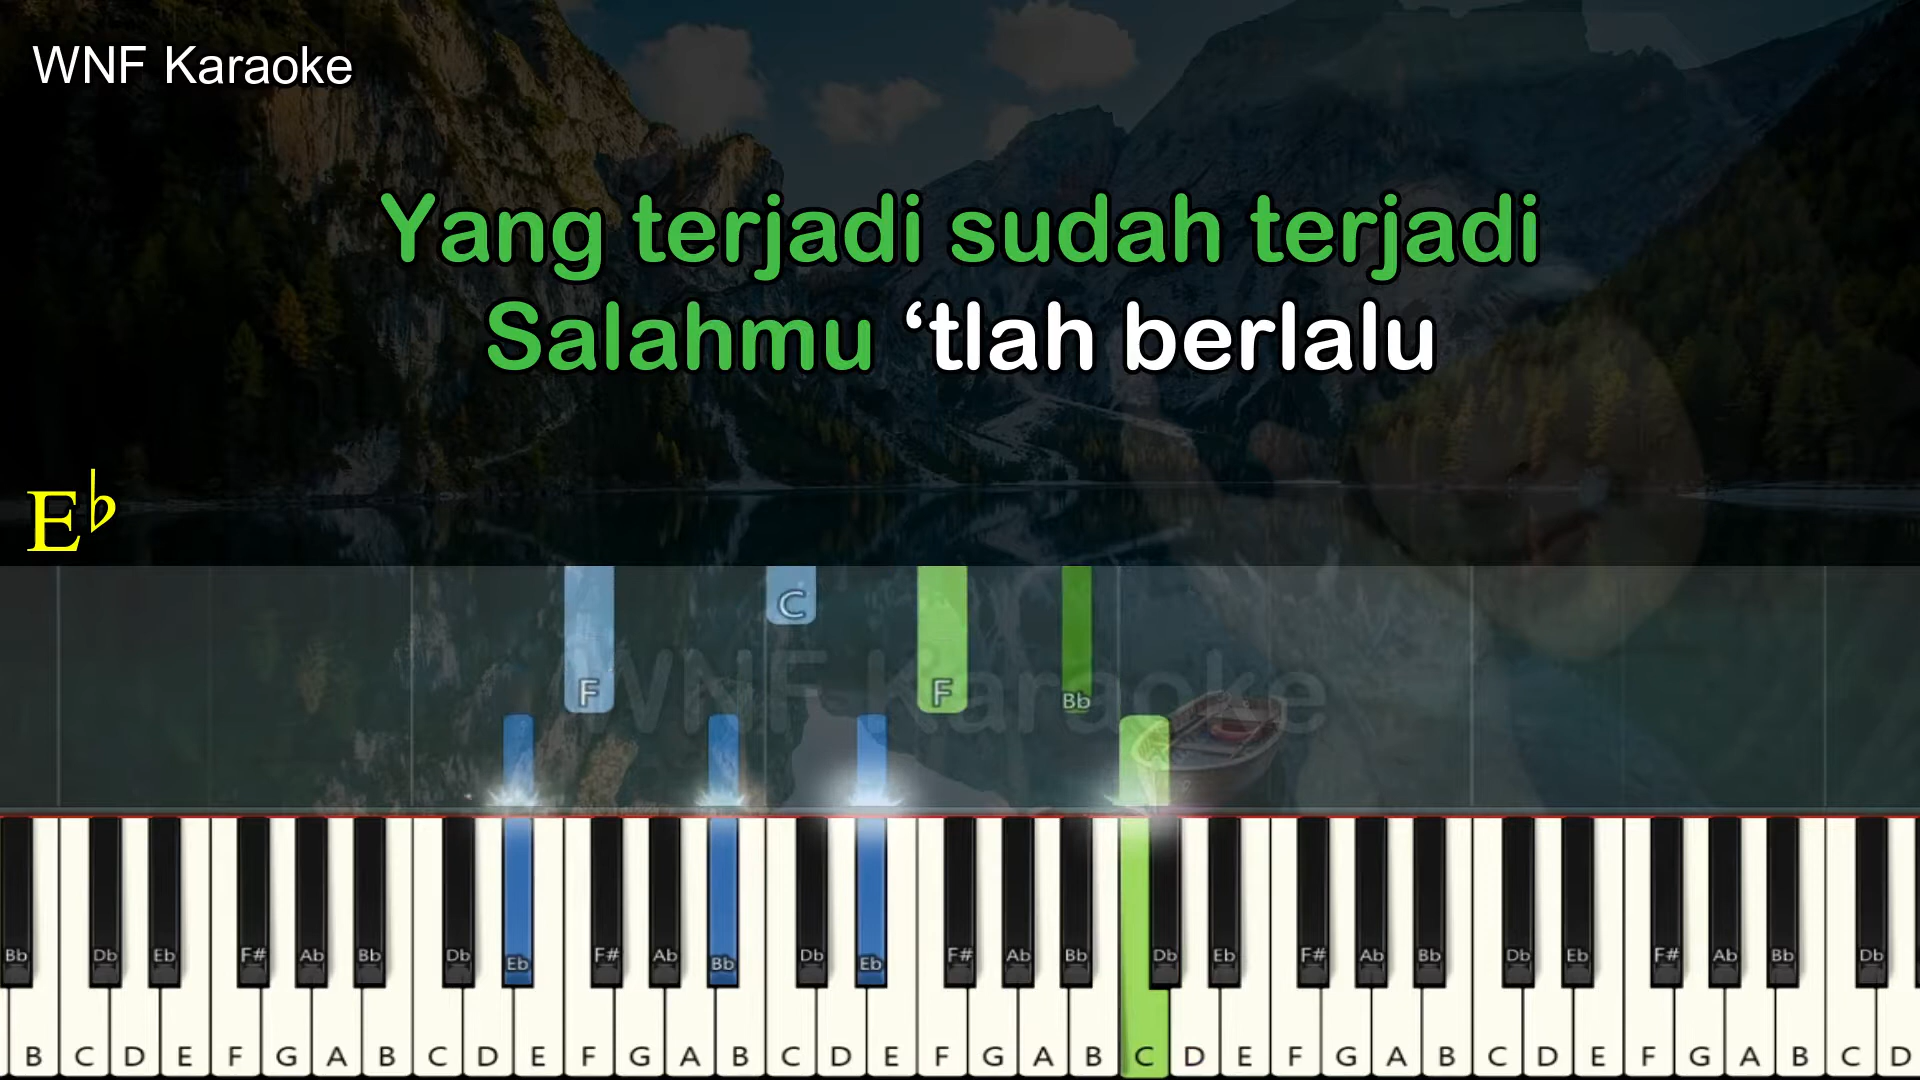 WNF Karaoke
Yang terjadi sudah terjadi
Salahmu ‘tlah berlalu
E♭
C
F F Bb
WNF Karaoke
Bb Db Eb F# Ab Bb Db Eb F# Ab Bb Db Eb F# Ab Bb Db Eb F# Ab Bb Db Eb F# Ab Bb Db
B C D E F G A B C D E F G A B C D E F G A B C D E F G A B C D E F G A B C D